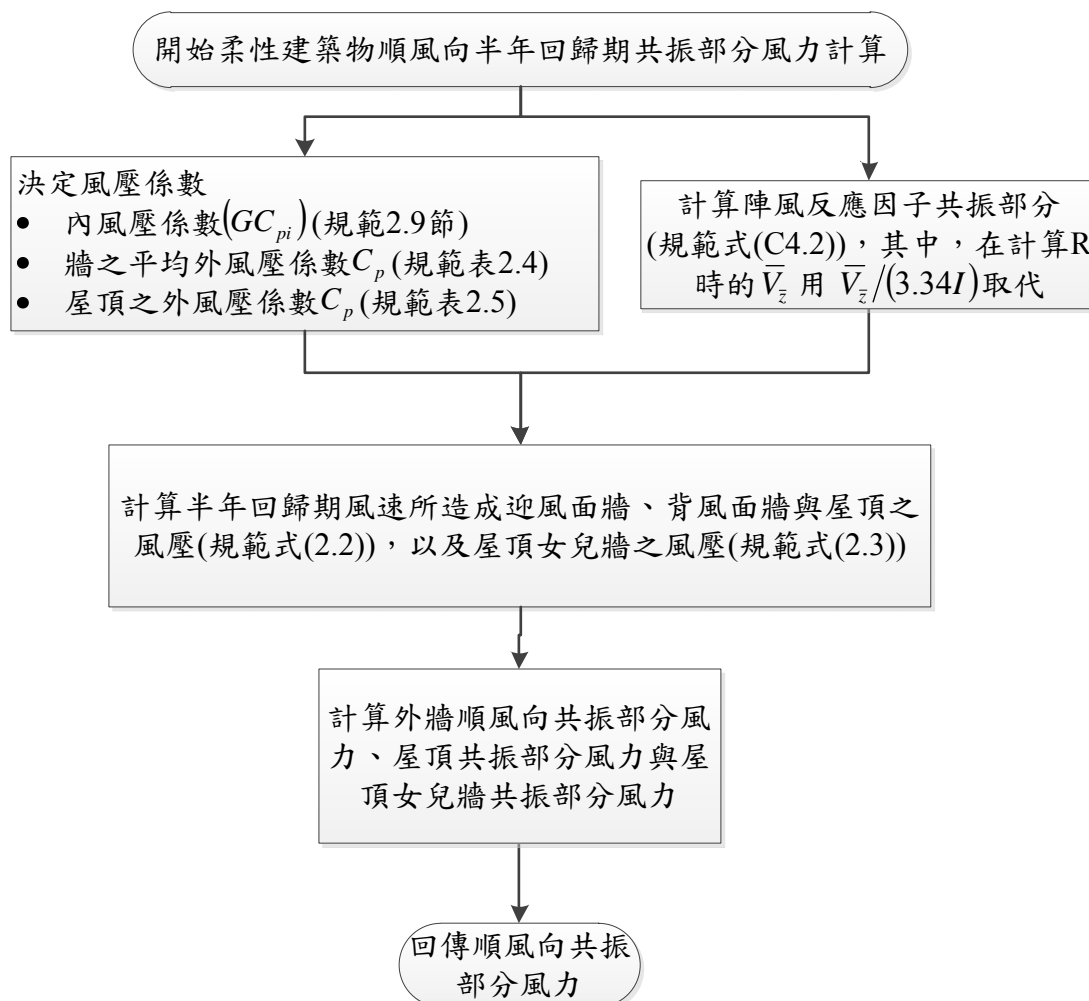 開始柔性建築物順風向半年回歸期共振部分風力計算
決定風壓係數
• 內風壓係數(GC_{pi})(規範2.9節)
• 牆之平均外風壓係數C_p(規範表2.4)
• 屋頂之外風壓係數C_p(規範表2.5)
計算陣風反應因子共振部分
(規範式(C4.2)),其中,在計算R
時的 \overline{V}_{\overline{z}} 用 \overline{V}_{\overline{z}}/(3.34I)取代
計算半年回歸期風速所造成迎風面牆、背風面牆與屋頂之
風壓(規範式(2.2)),以及屋頂女兒牆之風壓(規範式(2.3))
計算外牆順風向共振部分風
力、屋頂共振部分風力與屋
頂女兒牆共振部分風力
回傳順風向共振
部分風力